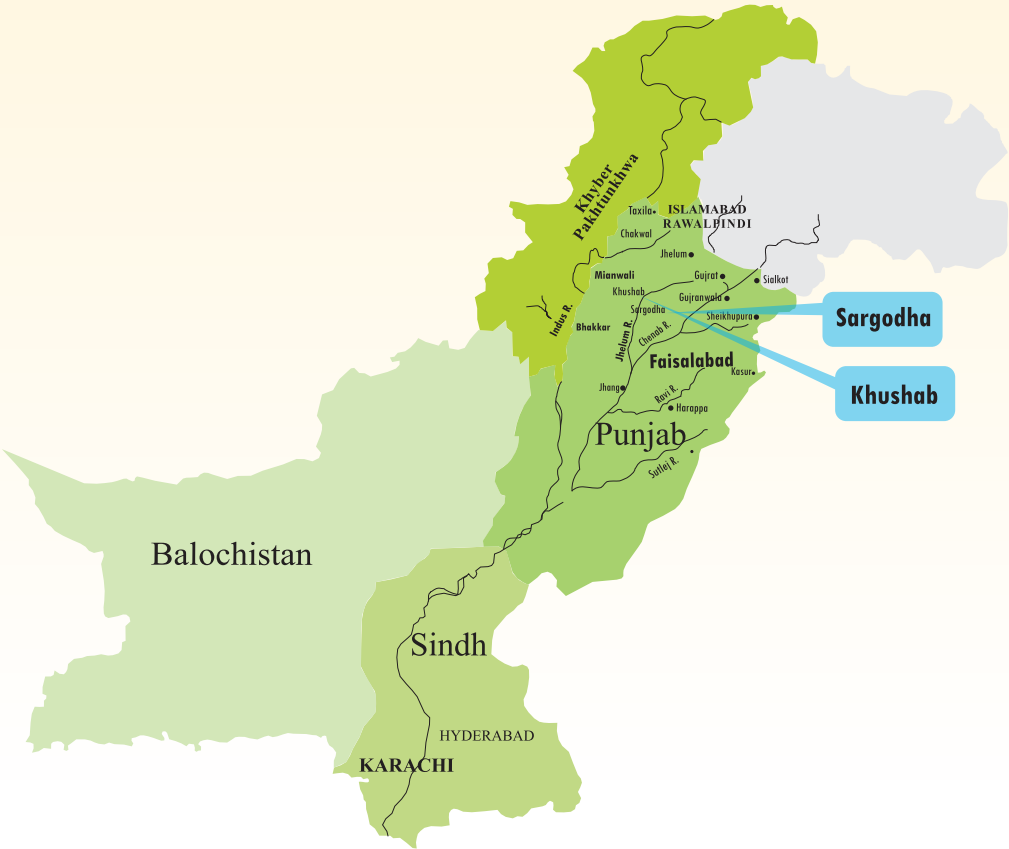 Khyber
Pakhtunkhwa
Taxila
ISLAMABAD
RAWALPINDI
Chakwal
Jhelum
Mianwali
Gujrat
Sialkot
Khushab
Gujranwala
Sargodha
Sheikhupura
Indus R.
Bhakkar
Jhelum R.
Chenab R.
Sargodha
Faisalabad
Kasur
Jhang
Ravi R.
Harappa
Khushab
Punjab
Sutlej R.
Balochistan
Sindh
HYDERABAD
KARACHI